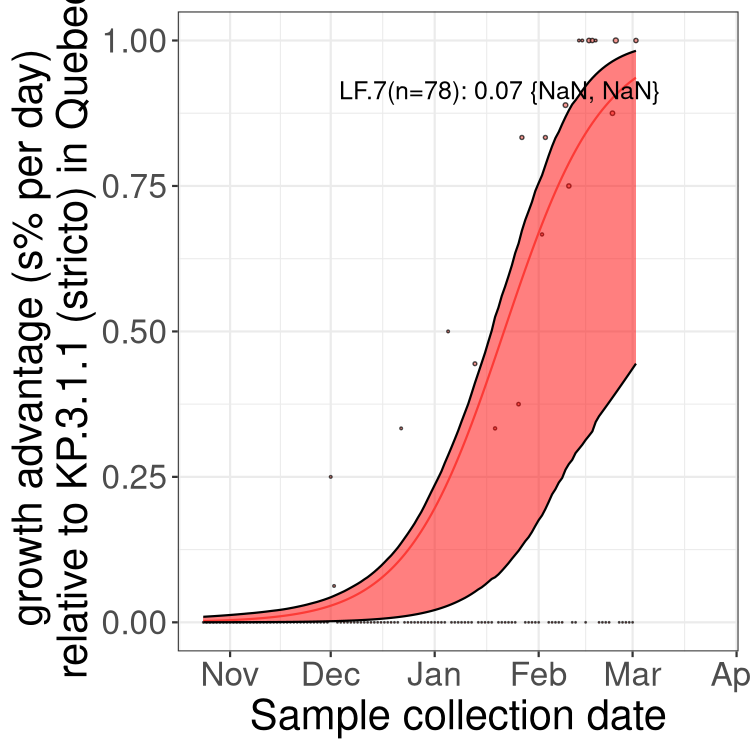 growth advantage (s% per day)
relative to KP.3.1.1 (stricto) in Quebec
1.00
0.75
0.50
0.25
0.00
LF.7(n=78): 0.07 {NaN, NaN}
Nov Dec Jan Feb Mar Ap
Sample collection date